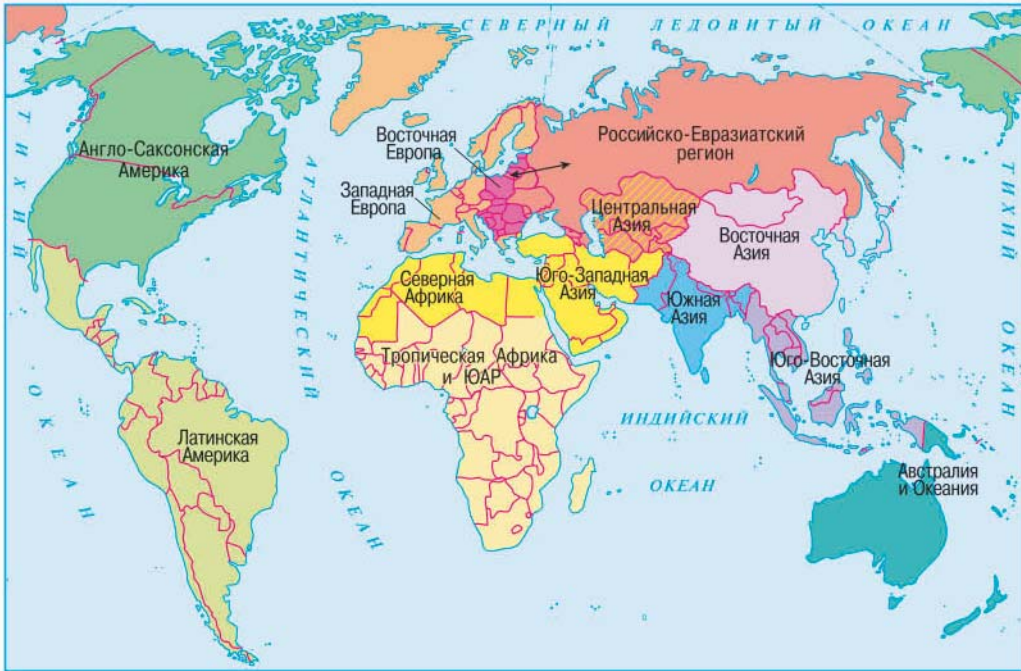 СЕВЕРНЫЙ ЛЕДОВИТЫЙ ОКЕАН
ТИХИЙ
ОКЕАН
Англо-Саксонская
Америка
АТЛАНТИЧЕСКИЙ
ОКЕАН
Восточная
Европа
Западная
Европа
Российско-Евразиатский
регион
Центральная
Азия
Восточная
Азия
ТИХИЙ
ОКЕАН
Северная
Африка
Юго-Западная
Азия
Южная
Азия
Тропическая Африка
и ЮАР
Юго-Восточная
Азия
ИНДИЙСКИЙ
ОКЕАН
Латинская
Америка
Австралия
и Океания